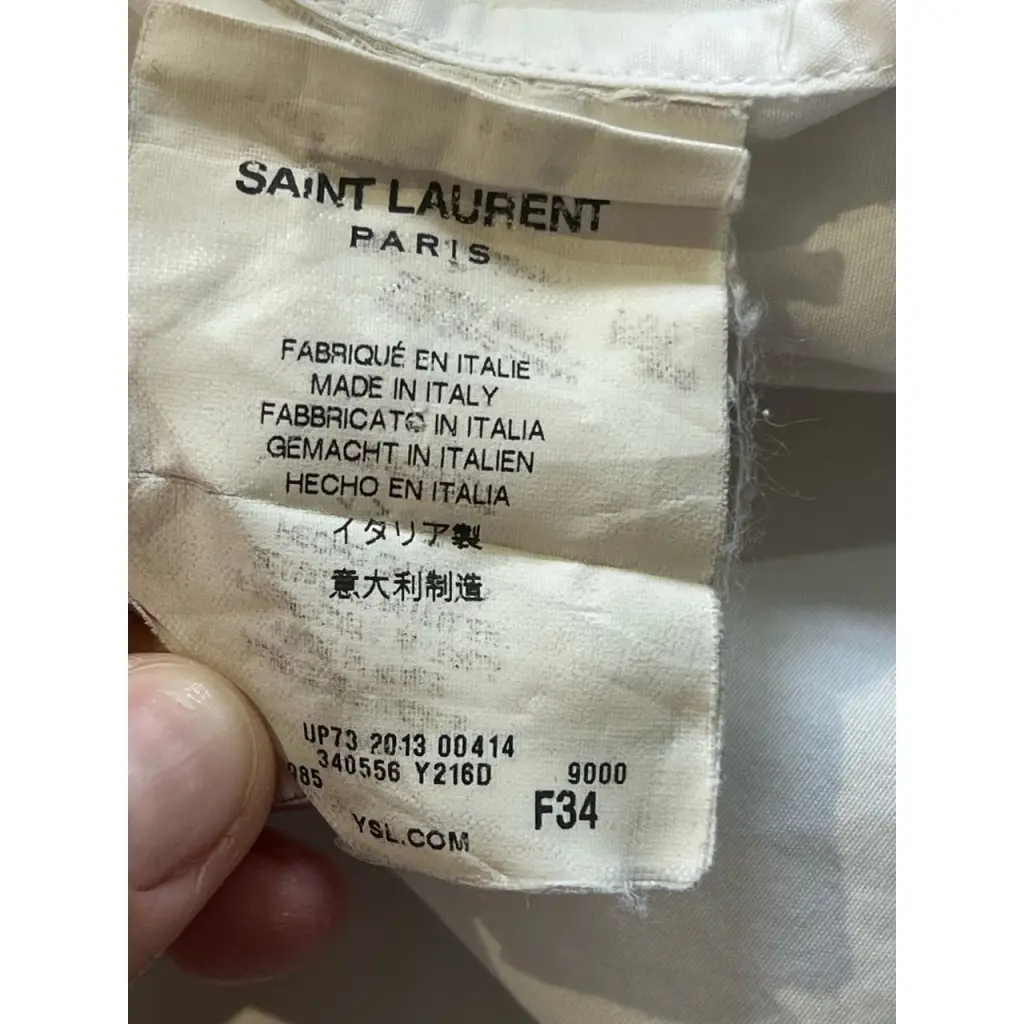 SAINT LAURENT
PARIS
FABRIQUÉ EN ITALIE
MADE IN ITALY
FABBRICATO IN ITALIA
GEMACHT IN ITALIEN
HECHO EN ITALIA
イタリア製
意大利制造
UP73 2013 00414
340556 Y216D 9000
985 F34
YSL.COM